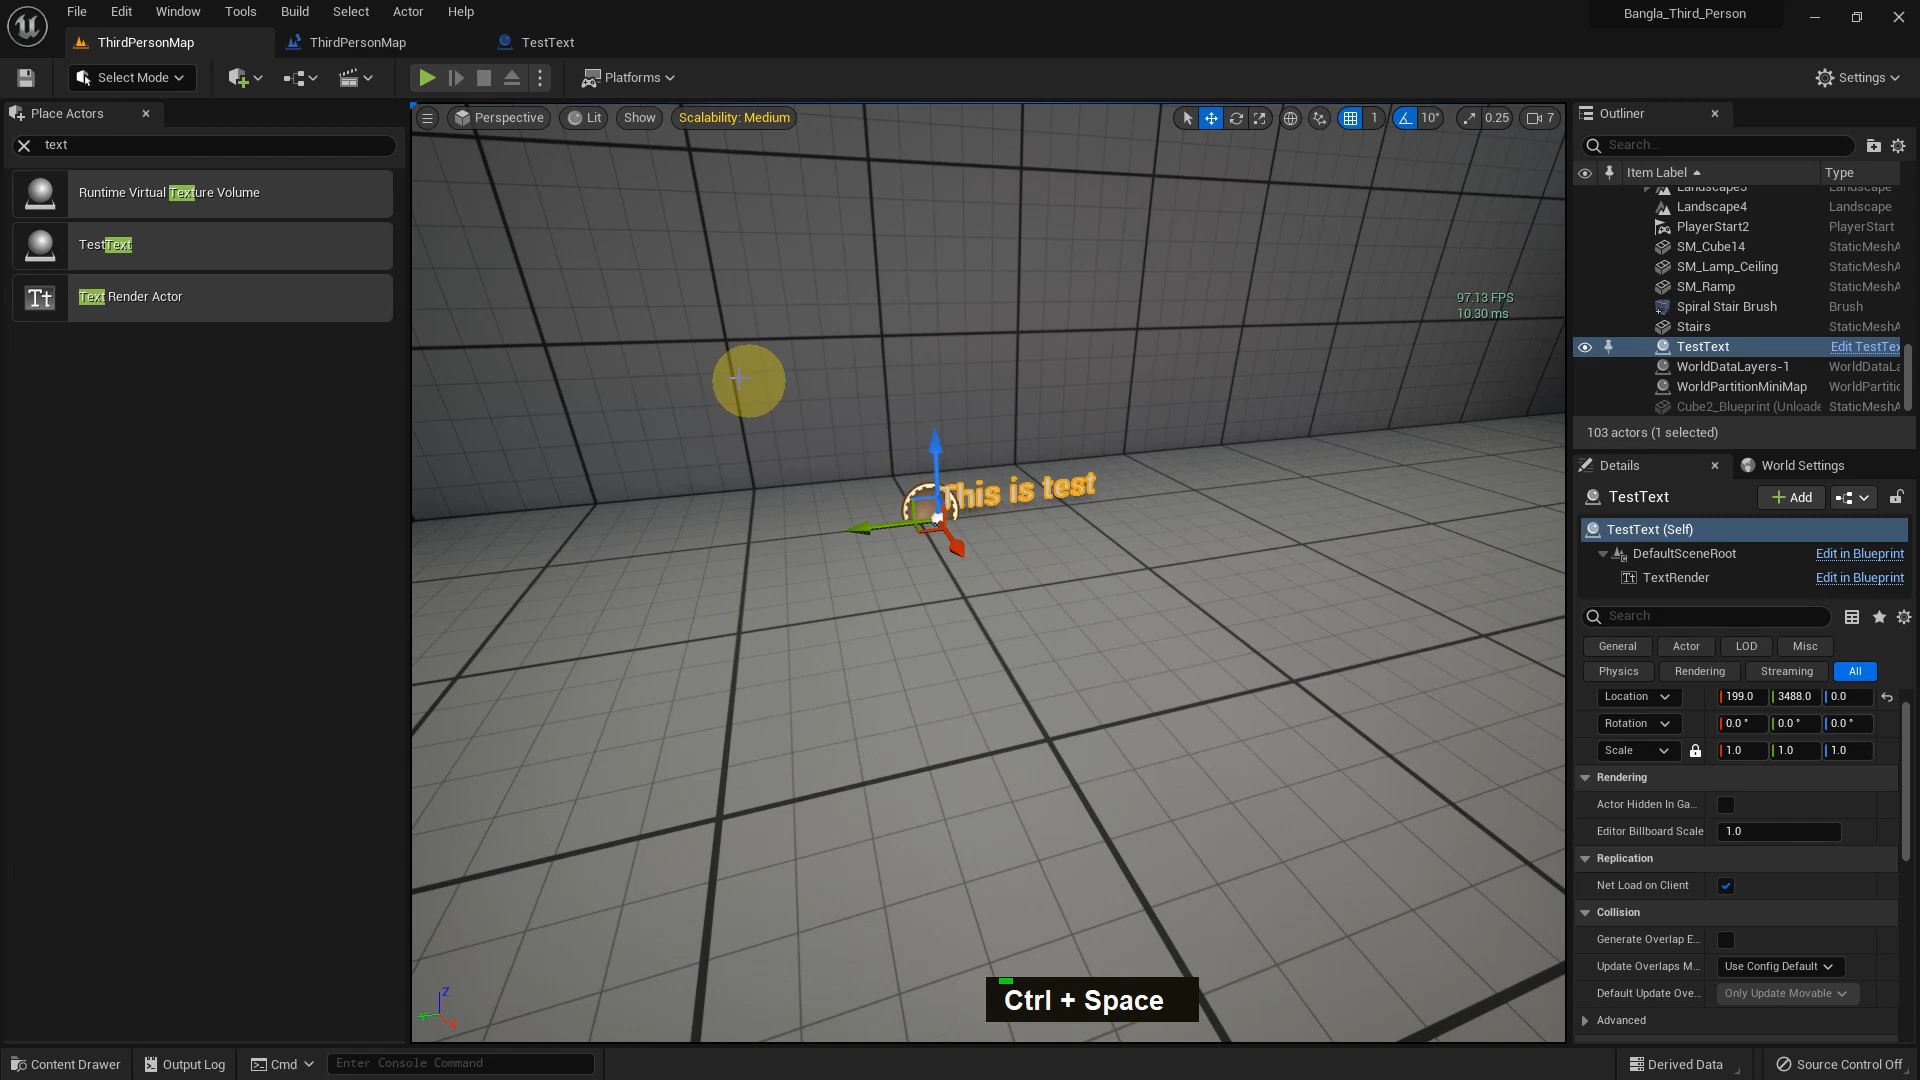 File Edit Window Tools Build Select Actor Help
Bangla_Third_Person
ThirdPersonMap ThirdPersonMap TestText
Select Mode Platforms Settings
Place Actors
text
Runtime Virtual Texture Volume
TestText
Tt Text Render Actor
Perspective Lit Show Scalability: Medium 1 10° 0.25 7
97.13 FPS
10.30 ms
This is test
Z
Ctrl + Space
Outliner
Search...
Item Label Type
Landscape3 Landscape
Landscape4 Landscape
PlayerStart2 PlayerStart
SM_Cube14 StaticMeshA
SM_Lamp_Ceiling StaticMeshA
SM_Ramp StaticMeshA
Spiral Stair Brush Brush
Stairs StaticMeshA
TestText Edit TestTex
WorldDataLayers-1 WorldDataLa
WorldPartitionMiniMap WorldPartitic
Cube2_Blueprint (Unloade StaticMeshA
103 actors (1 selected)
Details World Settings
TestText Add
TestText (Self)
DefaultSceneRoot Edit in Blueprint
Tt TextRender Edit in Blueprint
Search
General Actor LOD Misc
Physics Rendering Streaming All
Location 199.0 3488.0 0.0
Rotation 0.0 ° 0.0 ° 0.0 °
Scale 1.0 1.0 1.0
Rendering
Actor Hidden In Ga...
Editor Billboard Scale 1.0
Replication
Net Load on Client
Collision
Generate Overlap E...
Update Overlaps M... Use Config Default
Default Update Ove... Only Update Movable
Advanced
Content Drawer Output Log Cmd Enter Console Command Derived Data Source Control Off